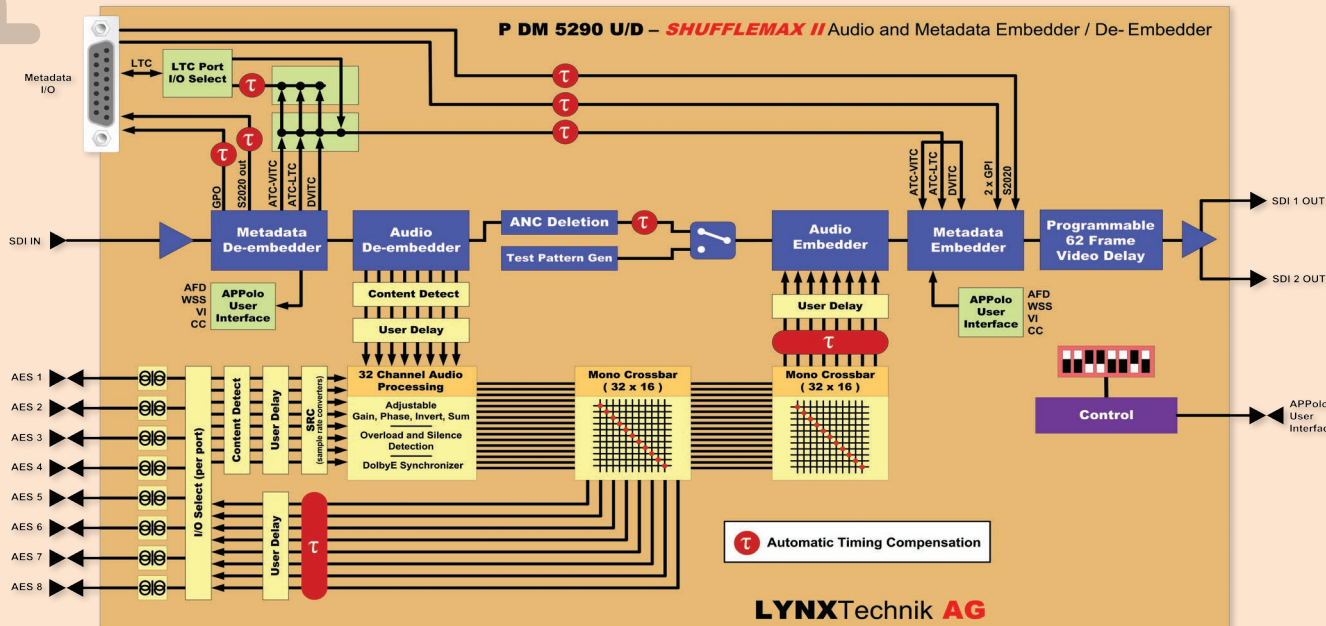 P DM 5290 U/D – SHUFFLEMAX II Audio and Metadata Embedder / De- Embedder
Metadata
I/O
LTC
LTC Port
I/O Select
τ
τ
τ
τ
τ
τ
GPO
S2020 out
ATC-VITC
ATC-LTC
DVITC
ATC-VITC
ATC-LTC
DVITC
2 x GPI
S2020
SDI IN
Metadata
De-embedder
Audio
De-embedder
ANC Deletion
τ
Test Pattern Gen
Audio
Embedder
Metadata
Embedder
Programmable
62 Frame
Video Delay
SDI 1 OUT
SDI 2 OUT
AFD
WSS
VI
CC
APPolo
User
Interface
Content Detect
User Delay
User Delay
τ
APPolo
User
Interface
AFD
WSS
VI
CC
AES 1
AES 2
AES 3
AES 4
AES 5
AES 6
AES 7
AES 8
I/O Select (per port)
Content Detect
User Delay
SRC
(sample rate converters)
32 Channel Audio
Processing
Adjustable
Gain, Phase, Invert, Sum
Overload and Silence
Detection
DolbyE Synchronizer
Mono Crossbar
( 32 x 16 )
Mono Crossbar
( 32 x 16 )
Control
APPolo
User
Interfac
User Delay
τ
τ Automatic Timing Compensation
LYNXTechnik AG